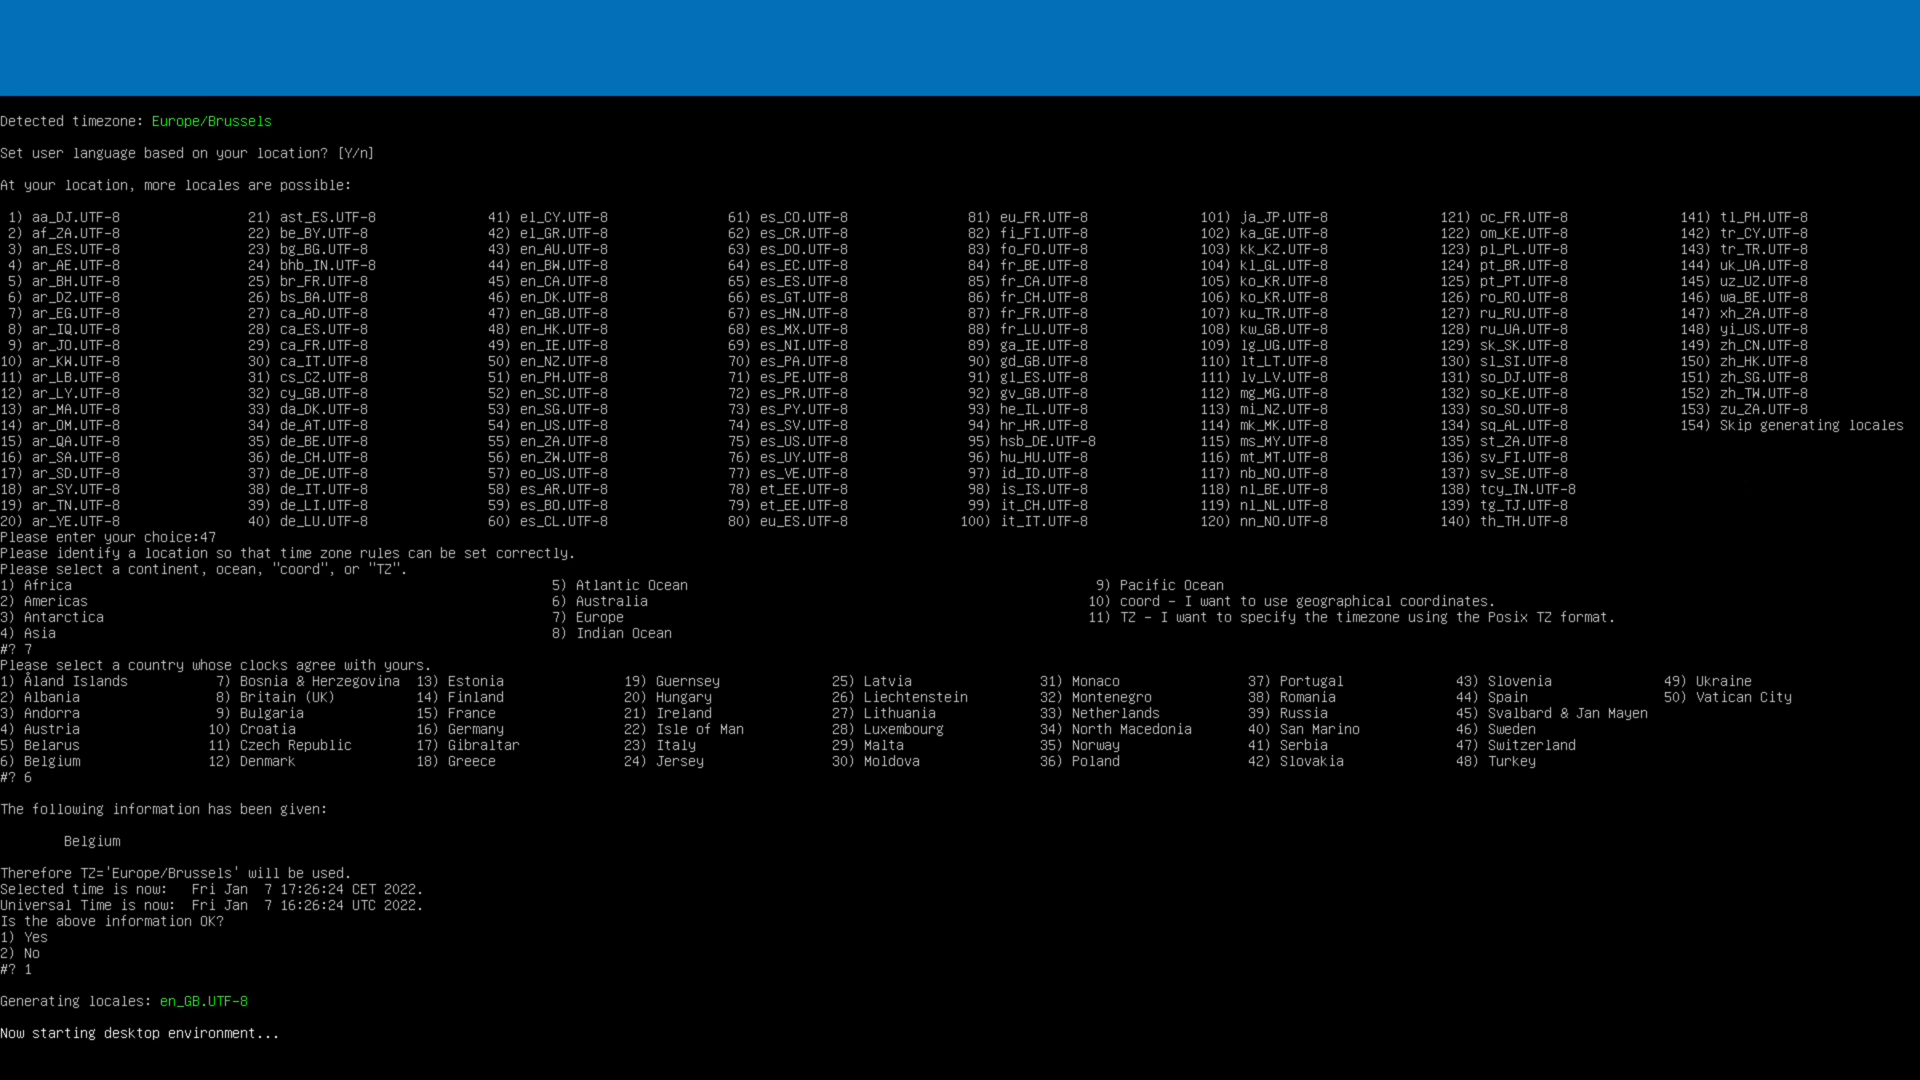 Detected timezone: Europe/Brussels
Set user language based on your location? [Y/n]
At your location, more locales are possible:
1) aa_DJ.UTF-8 21) ast_ES.UTF-8 41) el_CY.UTF-8 61) es_CO.UTF-8 81) eu_FR.UTF-8 101) ja_JP.UTF-8 121) oc_FR.UTF-8 141) tl_PH.UTF-8
2) af_ZA.UTF-8 22) be_BY.UTF-8 42) el_GR.UTF-8 62) es_CR.UTF-8 82) fi_FI.UTF-8 102) ka_GE.UTF-8 122) om_KE.UTF-8 142) tr_CY.UTF-8
3) an_ES.UTF-8 23) bg_BG.UTF-8 43) en_AU.UTF-8 63) es_DO.UTF-8 83) fo_FO.UTF-8 103) kk_KZ.UTF-8 123) pl_PL.UTF-8 143) tr_TR.UTF-8
4) ar_AE.UTF-8 24) bhb_IN.UTF-8 44) en_BW.UTF-8 64) es_EC.UTF-8 84) fr_BE.UTF-8 104) kl_GL.UTF-8 124) pt_BR.UTF-8 144) uk_UA.UTF-8
5) ar_BH.UTF-8 25) br_FR.UTF-8 45) en_CA.UTF-8 65) es_ES.UTF-8 85) fr_CA.UTF-8 105) ko_KR.UTF-8 125) pt_PT.UTF-8 145) uz_UZ.UTF-8
6) ar_DZ.UTF-8 26) bs_BA.UTF-8 46) en_DK.UTF-8 66) es_GT.UTF-8 86) fr_CH.UTF-8 106) ko_KR.UTF-8 126) ro_RO.UTF-8 146) wa_BE.UTF-8
7) ar_EG.UTF-8 27) ca_AD.UTF-8 47) en_GB.UTF-8 67) es_HN.UTF-8 87) fr_FR.UTF-8 107) ku_TR.UTF-8 127) ru_RU.UTF-8 147) xh_ZA.UTF-8
8) ar_IQ.UTF-8 28) ca_ES.UTF-8 48) en_HK.UTF-8 68) es_MX.UTF-8 88) fr_LU.UTF-8 108) kw_GB.UTF-8 128) ru_UA.UTF-8 148) yi_US.UTF-8
9) ar_JO.UTF-8 29) ca_FR.UTF-8 49) en_IE.UTF-8 69) es_NI.UTF-8 89) ga_IE.UTF-8 109) lg_UG.UTF-8 129) sk_SK.UTF-8 149) zh_CN.UTF-8
10) ar_KW.UTF-8 30) ca_IT.UTF-8 50) en_NZ.UTF-8 70) es_PA.UTF-8 90) gd_GB.UTF-8 110) lt_LT.UTF-8 130) sl_SI.UTF-8 150) zh_HK.UTF-8
11) ar_LB.UTF-8 31) cs_CZ.UTF-8 51) en_PH.UTF-8 71) es_PE.UTF-8 91) gl_ES.UTF-8 111) lv_LV.UTF-8 131) so_DJ.UTF-8 151) zh_SG.UTF-8
12) ar_LY.UTF-8 32) cy_GB.UTF-8 52) en_SC.UTF-8 72) es_PR.UTF-8 92) gv_GB.UTF-8 112) mg_MG.UTF-8 132) so_KE.UTF-8 152) zh_TW.UTF-8
13) ar_MA.UTF-8 33) da_DK.UTF-8 53) en_SG.UTF-8 73) es_PY.UTF-8 93) he_IL.UTF-8 113) mi_NZ.UTF-8 133) so_SO.UTF-8 153) zu_ZA.UTF-8
14) ar_OM.UTF-8 34) de_AT.UTF-8 54) en_US.UTF-8 74) es_SV.UTF-8 94) hr_HR.UTF-8 114) mk_MK.UTF-8 134) sq_AL.UTF-8 154) Skip generating locales
15) ar_QA.UTF-8 35) de_BE.UTF-8 55) en_ZA.UTF-8 75) es_US.UTF-8 95) hsb_DE.UTF-8 115) ms_MY.UTF-8 135) st_ZA.UTF-8
16) ar_SA.UTF-8 36) de_CH.UTF-8 56) en_ZW.UTF-8 76) es_UY.UTF-8 96) hu_HU.UTF-8 116) mt_MT.UTF-8 136) sv_FI.UTF-8
17) ar_SD.UTF-8 37) de_DE.UTF-8 57) eo_US.UTF-8 77) es_VE.UTF-8 97) id_ID.UTF-8 117) nb_NO.UTF-8 137) sv_SE.UTF-8
18) ar_SY.UTF-8 38) de_IT.UTF-8 58) es_AR.UTF-8 78) et_EE.UTF-8 98) is_IS.UTF-8 118) nl_BE.UTF-8 138) tcy_IN.UTF-8
19) ar_TN.UTF-8 39) de_LI.UTF-8 59) es_BO.UTF-8 79) et_EE.UTF-8 99) it_CH.UTF-8 119) nl_NL.UTF-8 139) tg_TJ.UTF-8
20) ar_YE.UTF-8 40) de_LU.UTF-8 60) es_CL.UTF-8 80) eu_ES.UTF-8 100) it_IT.UTF-8 120) nn_NO.UTF-8 140) th_TH.UTF-8
Please enter your choice:47
Please identify a location so that time zone rules can be set correctly.
Please select a continent, ocean, "coord", or "TZ".
1) Africa 5) Atlantic Ocean 9) Pacific Ocean
2) Americas 6) Australia 10) coord - I want to use geographical coordinates.
3) Antarctica 7) Europe 11) TZ - I want to specify the timezone using the Posix TZ format.
4) Asia 8) Indian Ocean
#? 7
Please select a country whose clocks agree with yours.
1) Åland Islands 7) Bosnia & Herzegovina 13) Estonia 19) Guernsey 25) Latvia 31) Monaco 37) Portugal 43) Slovenia 49) Ukraine
2) Albania 8) Britain (UK) 14) Finland 20) Hungary 26) Liechtenstein 32) Montenegro 38) Romania 44) Spain 50) Vatican City
3) Andorra 9) Bulgaria 15) France 21) Ireland 27) Lithuania 33) Netherlands 39) Russia 45) Svalbard & Jan Mayen
4) Austria 10) Croatia 16) Germany 22) Isle of Man 28) Luxembourg 34) North Macedonia 40) San Marino 46) Sweden
5) Belarus 11) Czech Republic 17) Gibraltar 23) Italy 29) Malta 35) Norway 41) Serbia 47) Switzerland
6) Belgium 12) Denmark 18) Greece 24) Jersey 30) Moldova 36) Poland 42) Slovakia 48) Turkey
#? 6
The following information has been given:
Belgium
Therefore TZ='Europe/Brussels' will be used.
Selected time is now: Fri Jan 7 17:26:24 CET 2022.
Universal Time is now: Fri Jan 7 16:26:24 UTC 2022.
Is the above information OK?
1) Yes
2) No
#? 1
Generating locales: en_GB.UTF-8
Now starting desktop environment...